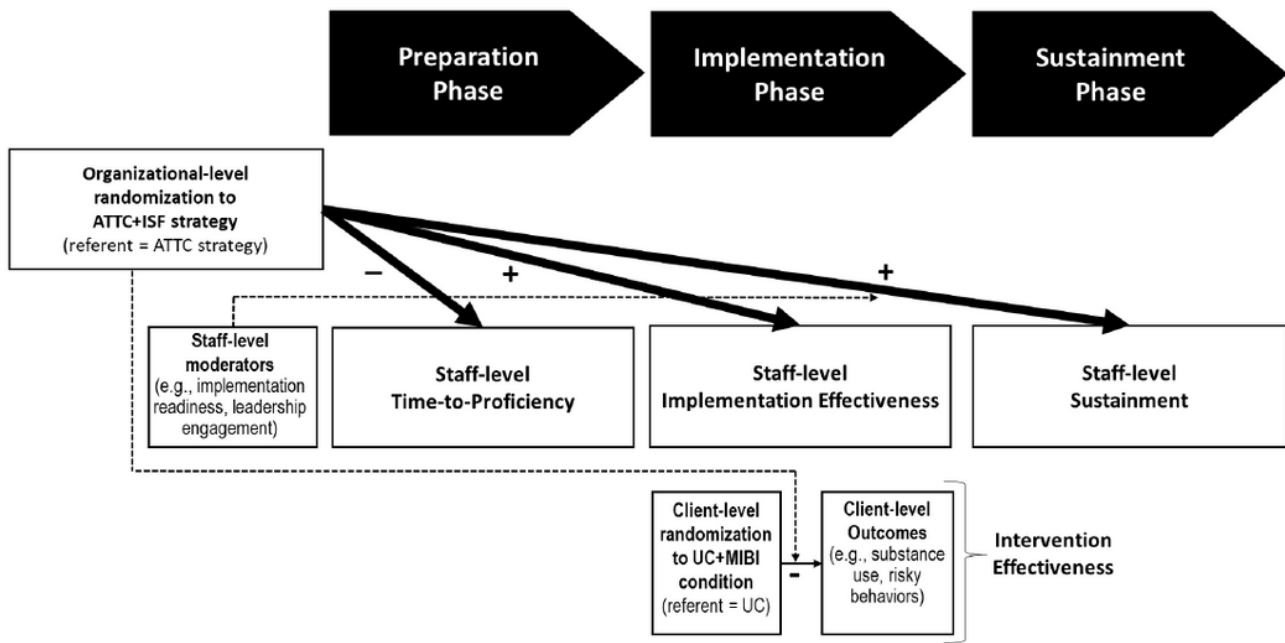 Preparation
Phase
Implementation
Phase
Sustainment
Phase
Organizational-level
randomization to
ATTC+ISF strategy
(referent = ATTC strategy)
–
+
+
Staff-level
moderators
(e.g., implementation
readiness, leadership
engagement)
Staff-level
Time-to-Proficiency
Staff-level
Implementation Effectiveness
Staff-level
Sustainment
Client-level
randomization
to UC+MIBI
condition
(referent = UC)
-
Client-level
Outcomes
(e.g., substance
use, risky
behaviors)
Intervention
Effectiveness